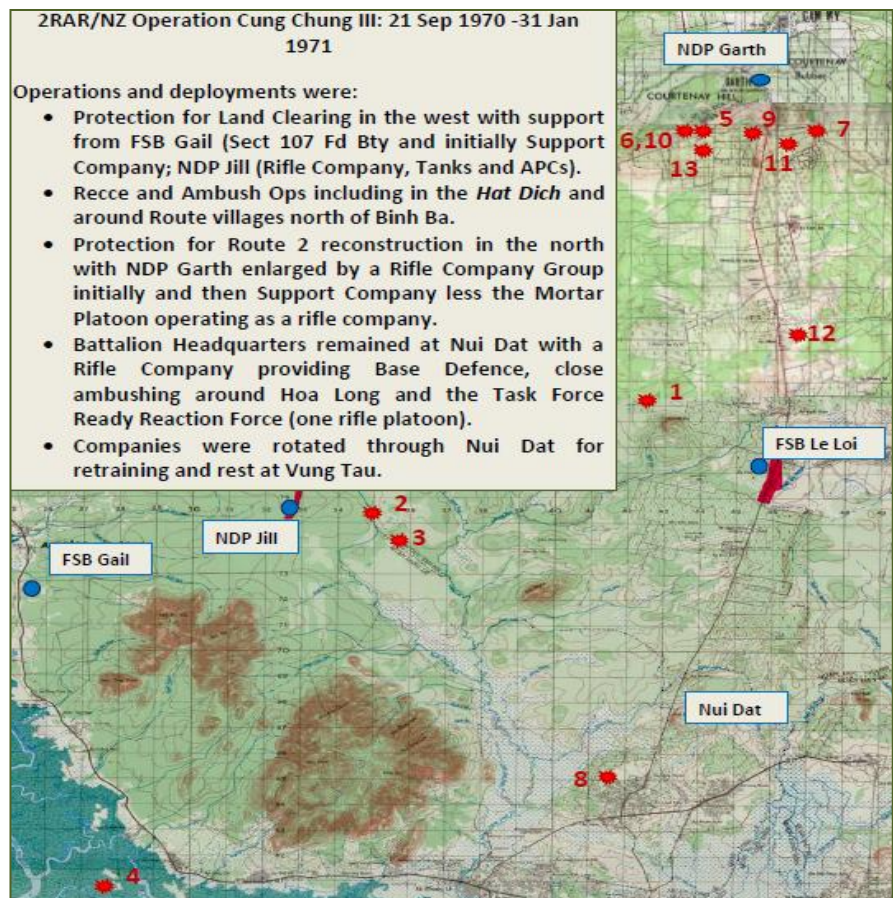 2RAR/NZ Operation Cung Chung III: 21 Sep 1970 -31 Jan
1971
Operations and deployments were:
• Protection for Land Clearing in the west with support
from FSB Gail (Sect 107 Fd Bty and initially Support
Company; NDP Jill (Rifle Company, Tanks and APCs).
• Recce and Ambush Ops including in the Hat Dich and
around Route villages north of Binh Ba.
• Protection for Route 2 reconstruction in the north
with NDP Garth enlarged by a Rifle Company Group
initially and then Support Company less the Mortar
Platoon operating as a rifle company.
• Battalion Headquarters remained at Nui Dat with a
Rifle Company providing Base Defence, close
ambushing around Hoa Long and the Task Force
Ready Reaction Force (one rifle platoon).
• Companies were rotated through Nui Dat for
retraining and rest at Vung Tau.
NDP Garth
COURTENAY
GARTH
COURTENAY HILL
5
9
7
6,10
11
13
12
1
FSB Le Loi
2
NDP Jill
3
FSB Gail
Nui Dat
8
4